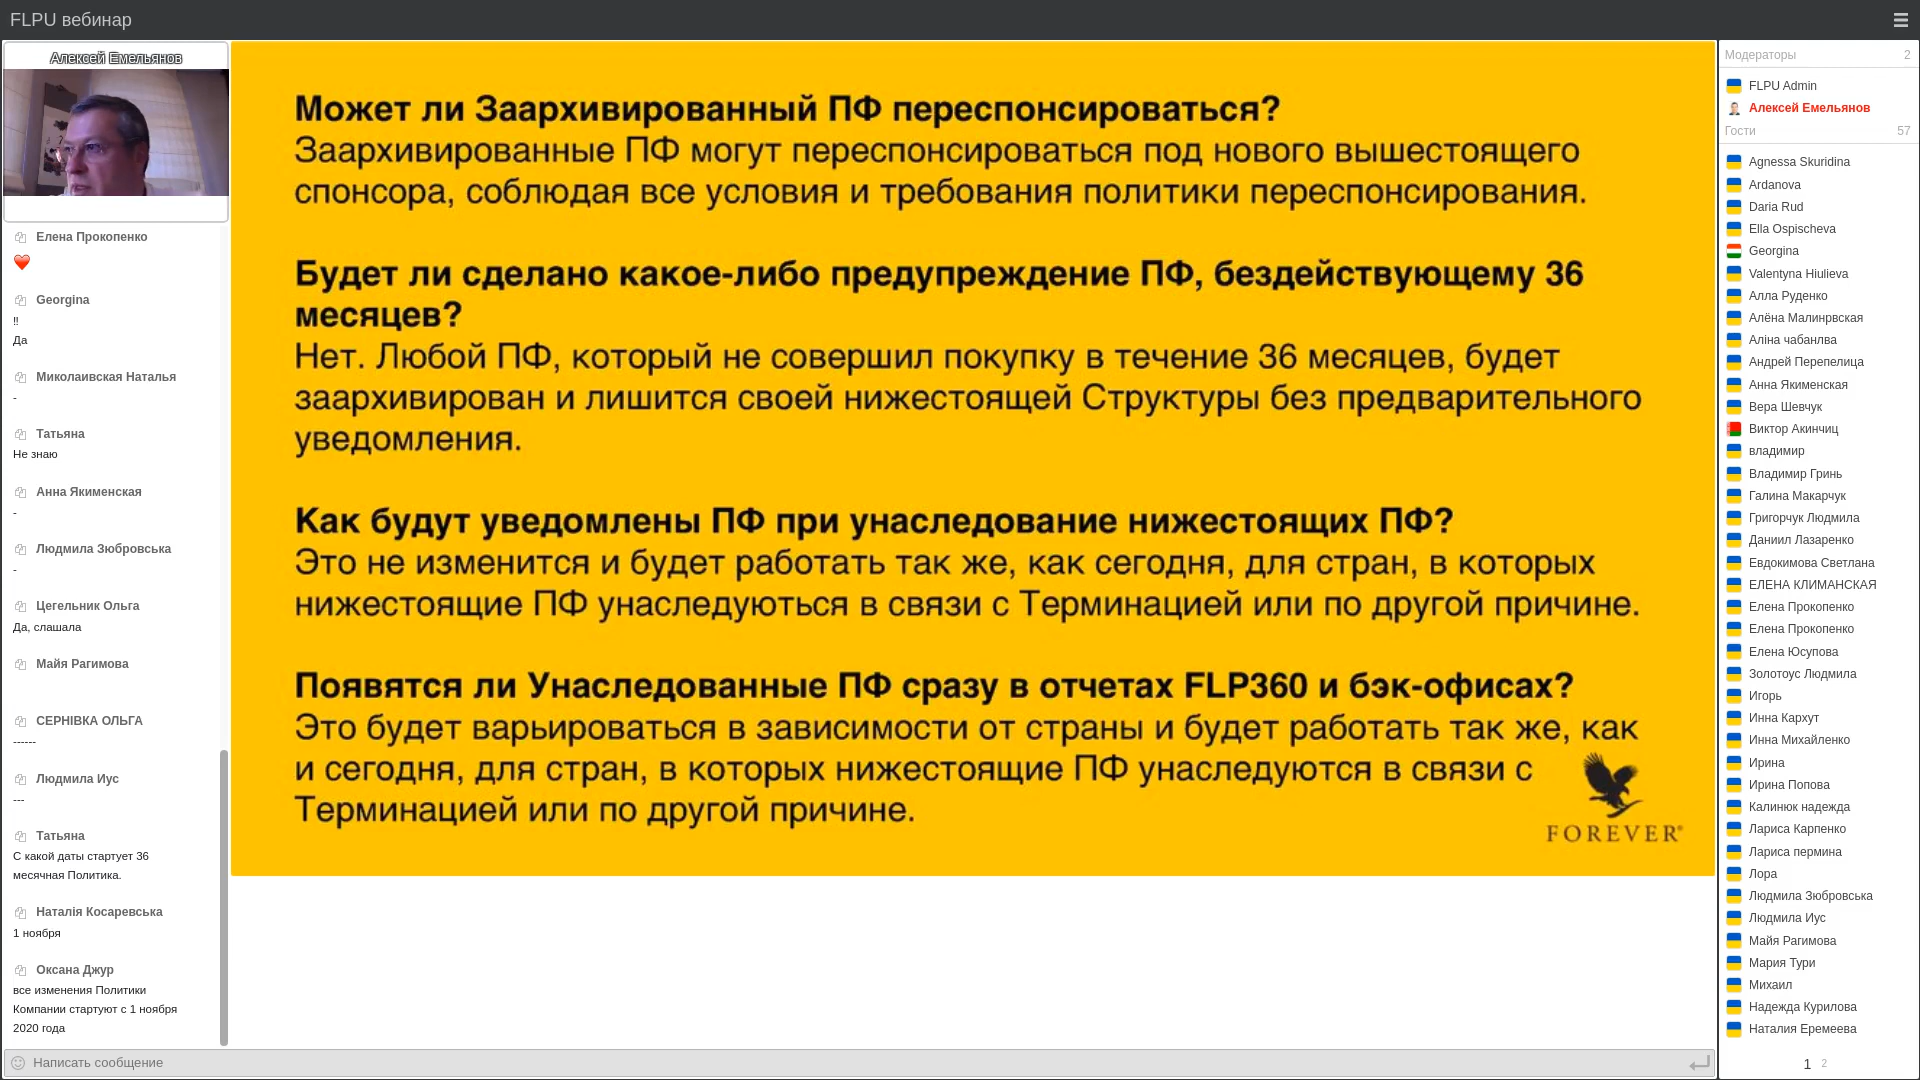 FLPU вебинар
Алексей Емельянов
Елена Прокопенко
Georgina
!!
Да
Миколаивская Наталья
-
Татьяна
Не знаю
Анна Якименская
-
Людмила Зюбровська
-
Цегельник Ольга
Да, слашала
Майя Рагимова
СЕРНІВКА ОЛЬГА
------
Людмила Иус
---
Татьяна
С какой даты стартует 36
месячная Политика.
Наталія Косаревська
1 ноября
Оксана Джур
все изменения Политики
Компании стартуют с 1 ноября
2020 года
Написать сообщение
Может ли Заархивированный ПФ переспонсироваться?
Заархивированные ПФ могут переспонсироваться под нового вышестоящего
спонсора, соблюдая все условия и требования политики переспонсирования.
Будет ли сделано какое-либо предупреждение ПФ, бездействующему 36
месяцев?
Нет. Любой ПФ, который не совершил покупку в течение 36 месяцев, будет
заархивирован и лишится своей нижестоящей Структуры без предварительного
уведомления.
Как будут уведомлены ПФ при унаследование нижестоящих ПФ?
Это не изменится и будет работать так же, как сегодня, для стран, в которых
нижестоящие ПФ унаследуються в связи с Терминацией или по другой причине.
Появятся ли Унаследованные ПФ сразу в отчетах FLP360 и бэк-офисах?
Это будет варьироваться в зависимости от страны и будет работать так же, как
и сегодня, для стран, в которых нижестоящие ПФ унаследуются в связи с
Терминацией или по другой причине.
FOREVER®
Модераторы 2
FLPU Admin
Алексей Емельянов
Гости 57
Agnessa Skuridina
Ardanova
Daria Rud
Ella Ospischeva
Georgina
Valentyna Hiulieva
Алла Руденко
Алёна Малинрвская
Аліна чабанлва
Андрей Перепелица
Анна Якименская
Вера Шевчук
Виктор Акинчиц
владимир
Владимир Гринь
Галина Макарчук
Григорчук Людмила
Даниил Лазаренко
Евдокимова Светлана
ЕЛЕНА КЛИМАНСКАЯ
Елена Прокопенко
Елена Прокопенко
Елена Юсупова
Золотоус Людмила
Игорь
Инна Кархут
Инна Михайленко
Ирина
Ирина Попова
Калинюк надежда
Лариса Карпенко
Лариса пермина
Лора
Людмила Зюбровська
Людмила Иус
Майя Рагимова
Мария Тури
Михаил
Надежда Курилова
Наталия Еремеева
1 2